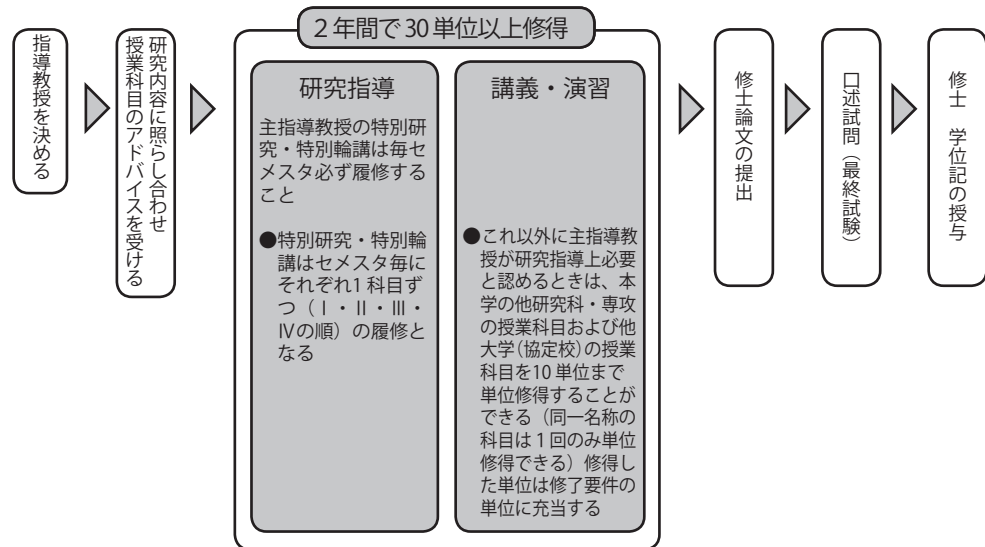 指導教授を決める
研究内容に照らし合わせ
授業科目のアドバイスを受ける
2年間で30単位以上修得
研究指導
主指導教授の特別研
究・特別輪講は毎セ
メスタ必ず履修する
こと
●特別研究・特別輪
講はセメスタ毎に
それぞれ1科目ず
つ（Ⅰ・Ⅱ・Ⅲ・
Ⅳの順）の履修と
なる
講義・演習
●これ以外に主指導教
授が研究指導上必要
と認めるときは、本
学の他研究科・専攻
の授業科目および他
大学(協定校)の授業
科目を10単位まで
単位修得することが
できる（同一名称の
科目は1回のみ単位
修得できる）修得し
た単位は修了要件の
単位に充当する
修士論文の提出
口述試問（最終試験）
修士　学位記の授与